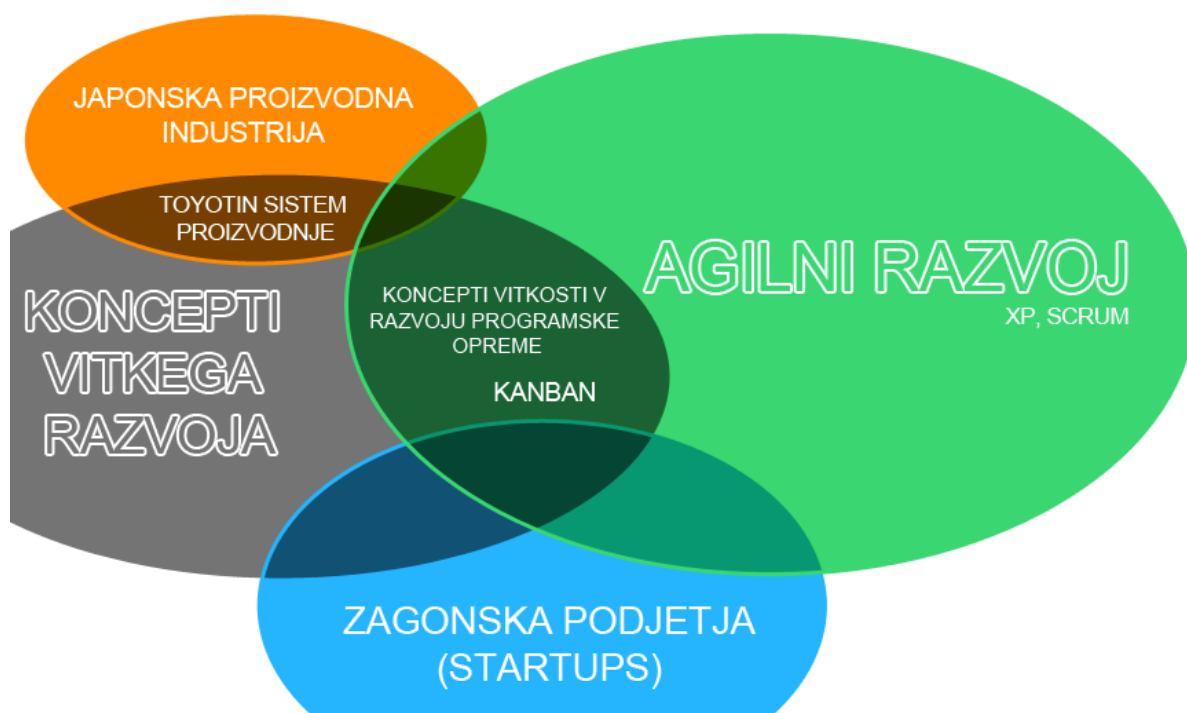 JAPONSKA PROIZVODNA
INDUSTRIJA
TOYOTIN SISTEM
PROIZVODNJE
KONCEPTI
VITKEGA
RAZVOJA
KONCEPTI VITKOSTI V
RAZVOJU PROGRAMSKE
OPREME
KANBAN
AGILNI RAZVOJ
XP, SCRUM
ZAGONSKA PODJETJA
(STARTUPS)